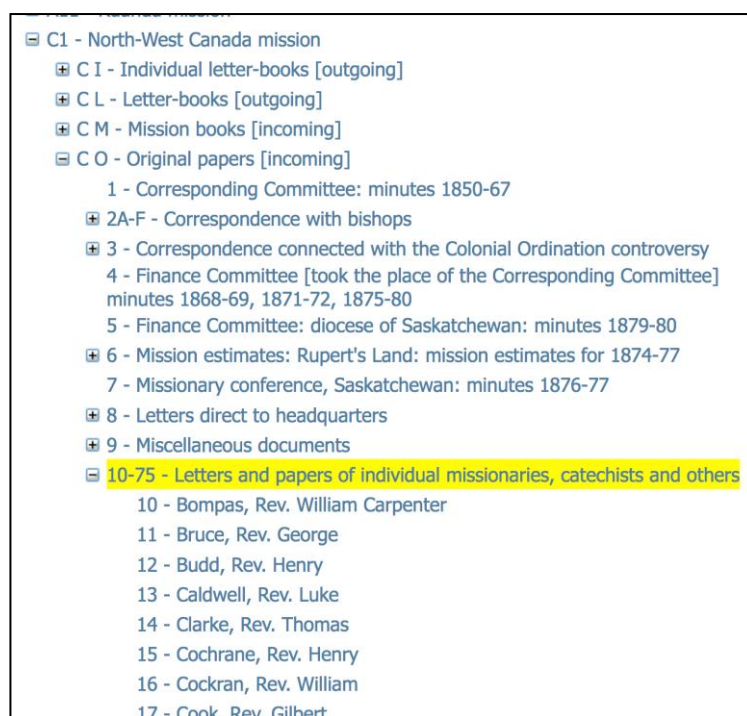 C1 - North-West Canada mission
C I - Individual letter-books [outgoing]
C L - Letter-books [outgoing]
C M - Mission books [incoming]
C O - Original papers [incoming]
1 - Corresponding Committee: minutes 1850-67
2A-F - Correspondence with bishops
3 - Correspondence connected with the Colonial Ordination controversy
4 - Finance Committee [took the place of the Corresponding Committee]
minutes 1868-69, 1871-72, 1875-80
5 - Finance Committee: diocese of Saskatchewan: minutes 1879-80
6 - Mission estimates: Rupert's Land: mission estimates for 1874-77
7 - Missionary conference, Saskatchewan: minutes 1876-77
8 - Letters direct to headquarters
9 - Miscellaneous documents
10-75 - Letters and papers of individual missionaries, catechists and others
10 - Bompas, Rev. William Carpenter
11 - Bruce, Rev. George
12 - Budd, Rev. Henry
13 - Caldwell, Rev. Luke
14 - Clarke, Rev. Thomas
15 - Cochrane, Rev. Henry
16 - Cockran, Rev. William
17 - Cook, Rev. Gilbert